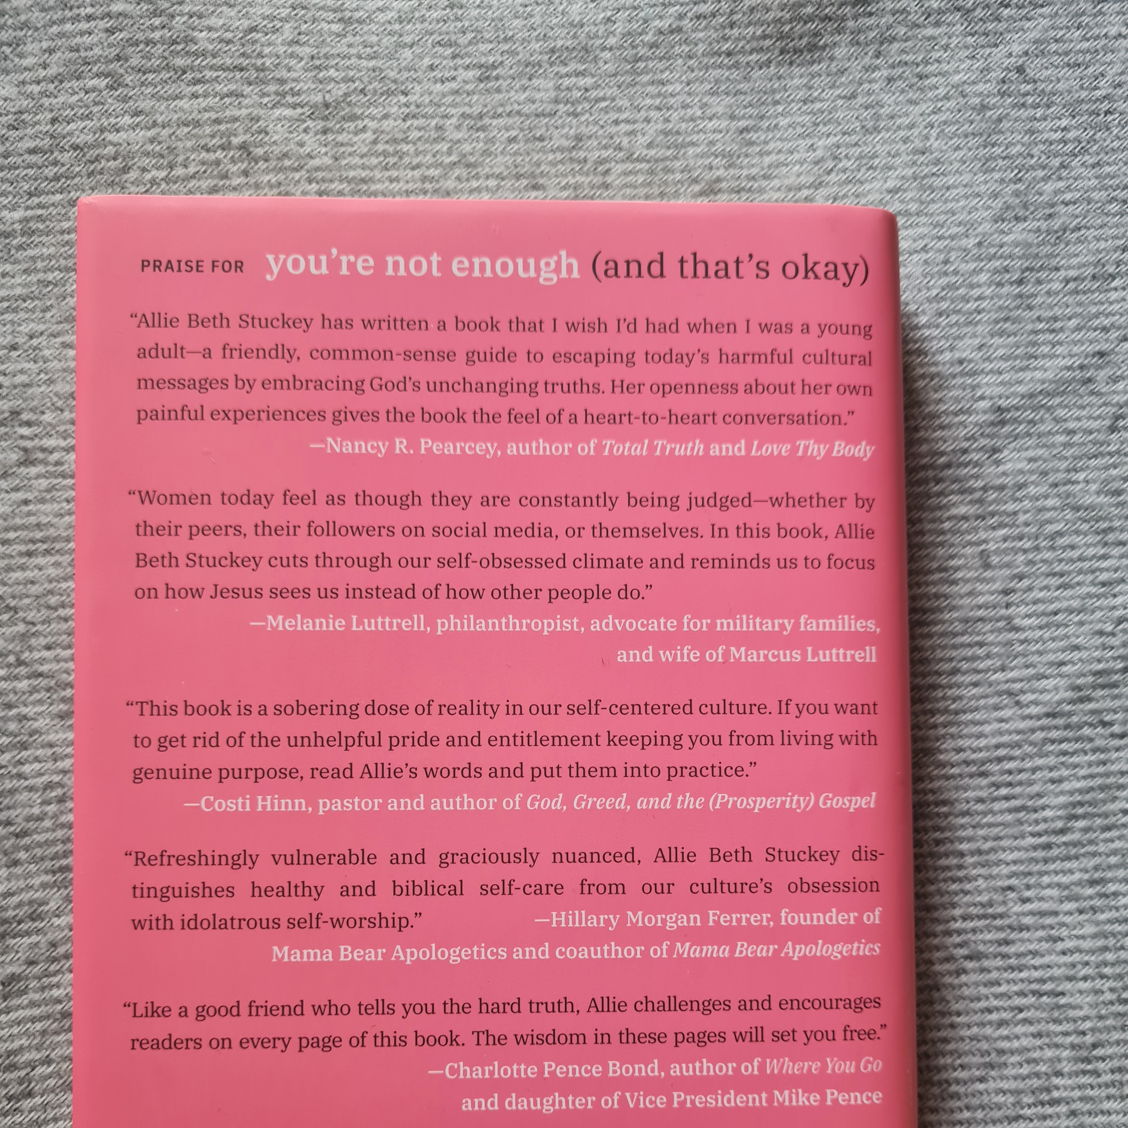 PRAISE FOR you're not enough (and that's okay)
“Allie Beth Stuckey has written a book that I wish I'd had when I was a young
adult—a friendly, common-sense guide to escaping today's harmful cultural
messages by embracing God's unchanging truths. Her openness about her own
painful experiences gives the book the feel of a heart-to-heart conversation.”
—Nancy R. Pearcey, author of Total Truth and Love Thy Body
“Women today feel as though they are constantly being judged—whether by
their peers, their followers on social media, or themselves. In this book, Allie
Beth Stuckey cuts through our self-obsessed climate and reminds us to focus
on how Jesus sees us instead of how other people do.”
—Melanie Luttrell, philanthropist, advocate for military families,
and wife of Marcus Luttrell
“This book is a sobering dose of reality in our self-centered culture. If you want
to get rid of the unhelpful pride and entitlement keeping you from living with
genuine purpose, read Allie's words and put them into practice.”
—Costi Hinn, pastor and author of God, Greed, and the (Prosperity) Gospel
“Refreshingly vulnerable and graciously nuanced, Allie Beth Stuckey dis-
tinguishes healthy and biblical self-care from our culture's obsession
with idolatrous self-worship.” —Hillary Morgan Ferrer, founder of
Mama Bear Apologetics and coauthor of Mama Bear Apologetics
“Like a good friend who tells you the hard truth, Allie challenges and encourages
readers on every page of this book. The wisdom in these pages will set you free.”
—Charlotte Pence Bond, author of Where You Go
and daughter of Vice President Mike Pence